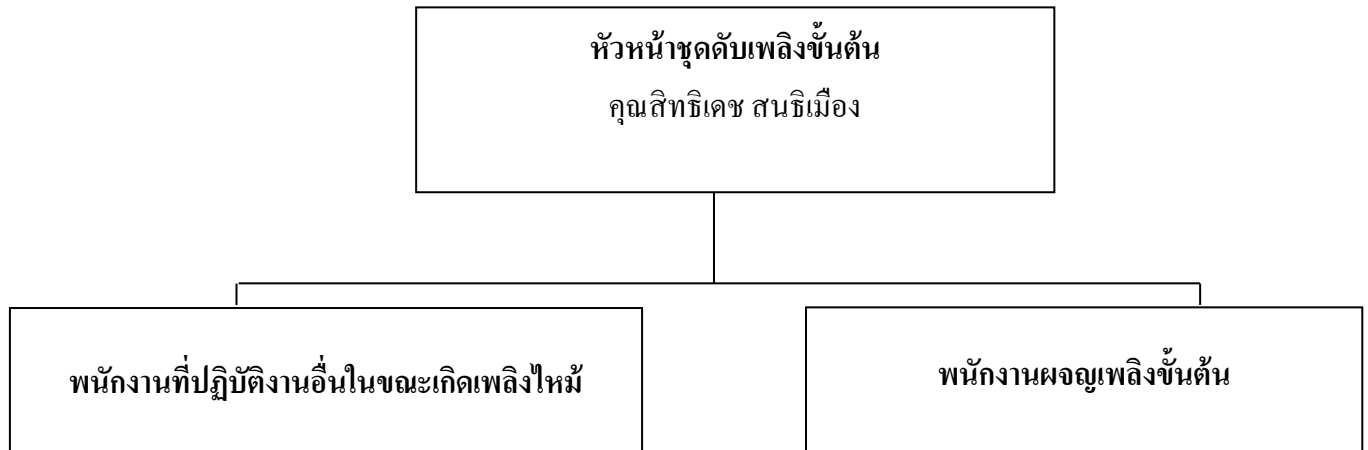 หัวหน้าชุดดับเพลิงขั้นต้น
คุณสิทธิเดช สนธิเมือง
พนักงานที่ปฏิบัติงานอื่นในขณะเกิดเพลิงไหม้
พนักงานผจญเพลิงขั้นต้น